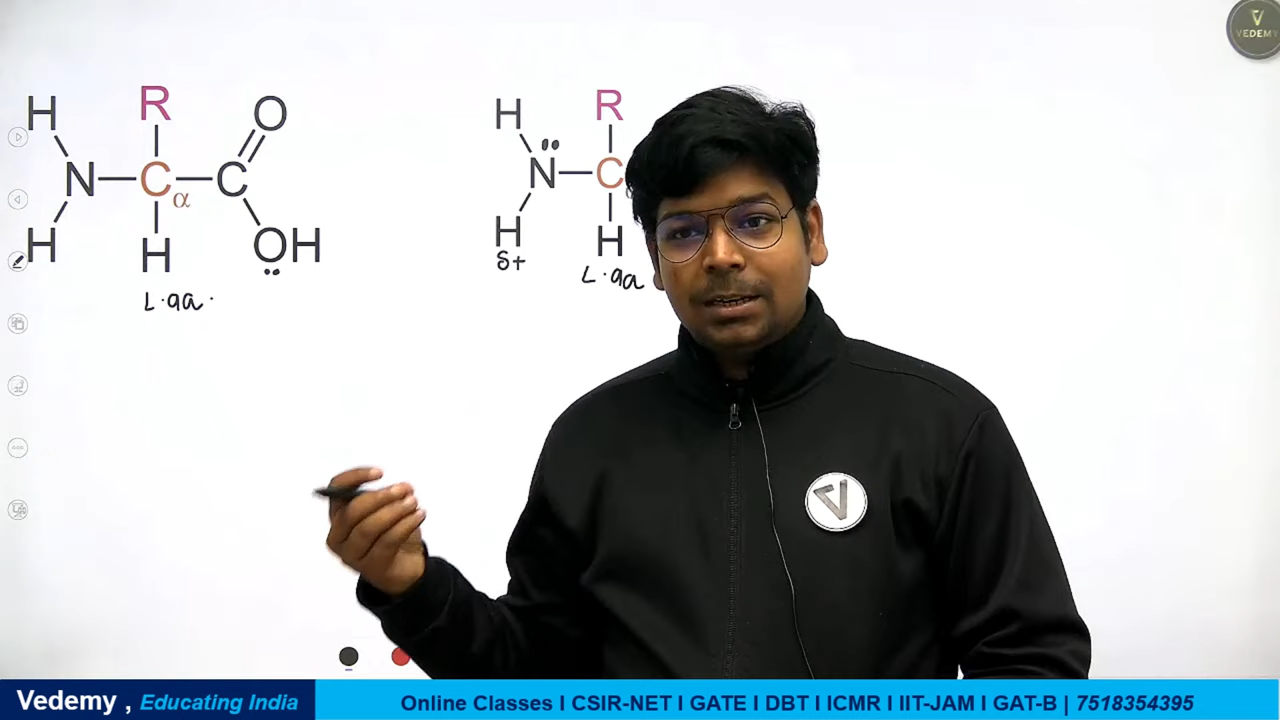 VEDEMY
H R O
N C C
α
H H OH
L.aa.
H R
N C
H H
δ+ L.aa
Vedemy , Educating India
Online Classes I CSIR-NET I GATE I DBT I ICMR I IIT-JAM I GAT-B | 7518354395